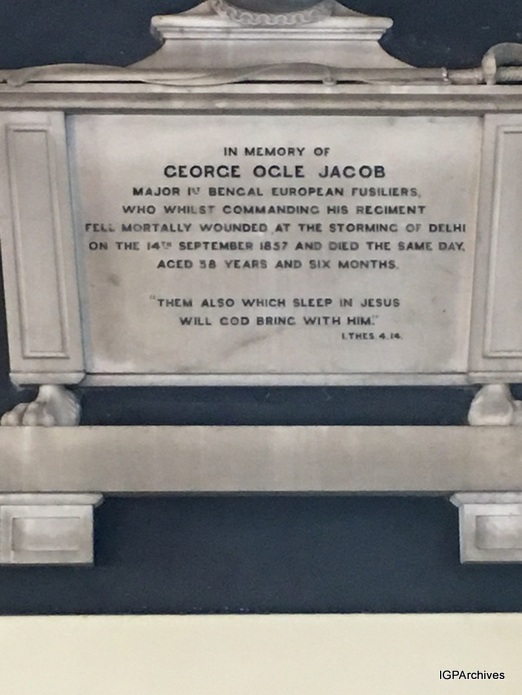 IN MEMORY OF
GEORGE OGLE JACOB
MAJOR 1ST BENGAL EUROPEAN FUSILIERS,
WHO WHILST COMMANDING HIS REGIMENT
FELL MORTALLY WOUNDED AT THE STORMING OF DELHI
ON THE 14TH SEPTEMBER 1857 AND DIED THE SAME DAY,
AGED 38 YEARS AND SIX MONTHS.
"THEM ALSO WHICH SLEEP IN JESUS
WILL GOD BRING WITH HIM."
I. THES. 4. 14.
IGPArchives